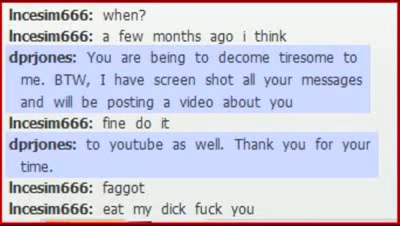 Incesim666: when?
Incesim666: a few months ago i think
dprjones: You are being to decome tiresome to
me. BTW, I have screen shot all your messages
and will be posting a video about you
Incesim666: fine do it
dprjones: to youtube as well. Thank you for your
time.
Incesim666: faggot
Incesim666: eat my dick fuck you